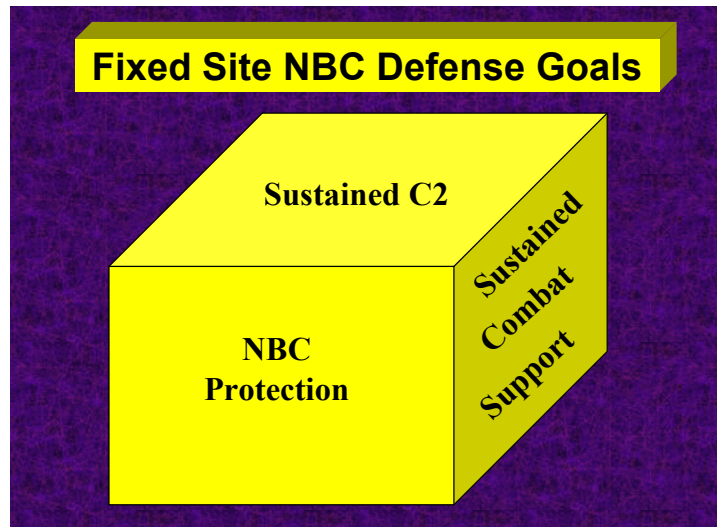 Fixed Site NBC Defense Goals
Sustained C2
NBC
Protection
Sustained
Combat
Support